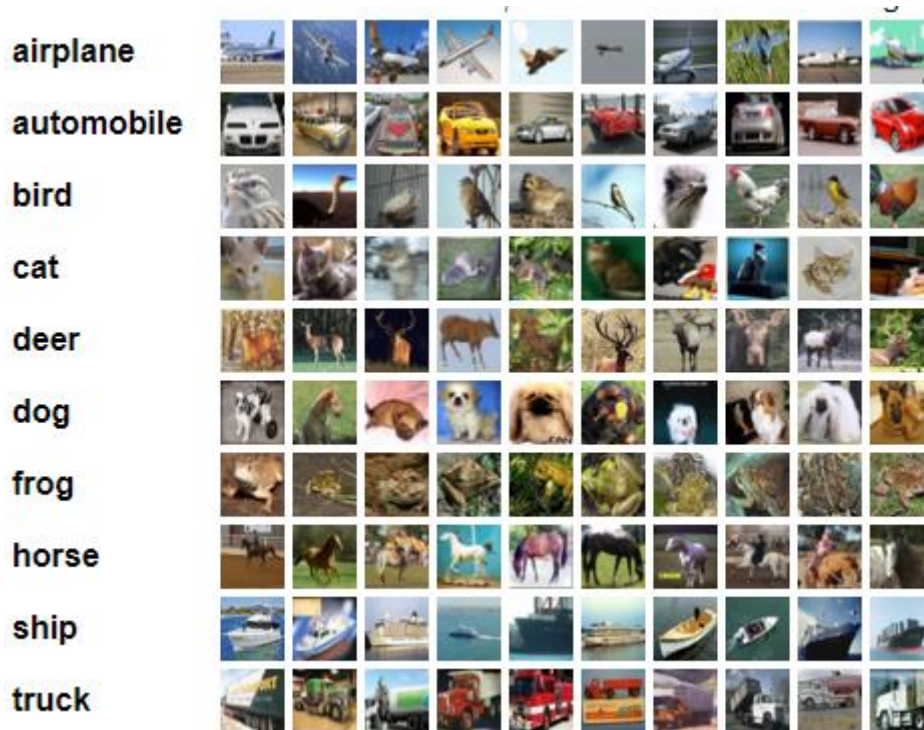 airplane
automobile
bird
cat
deer
dog
frog
horse
ship
truck